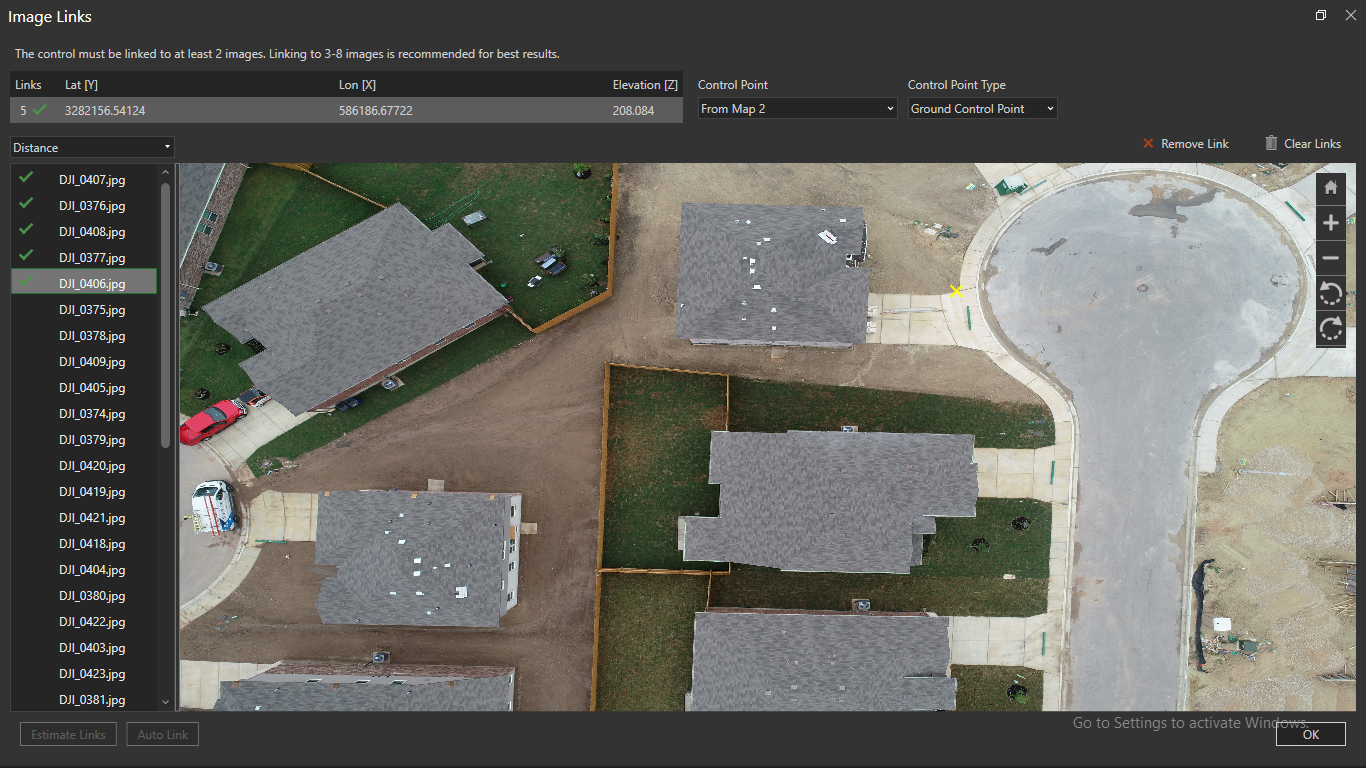 Image Links
The control must be linked to at least 2 images. Linking to 3-8 images is recommended for best results.
Links Lat [Y] Lon [X] Elevation [Z] Control Point Control Point Type
5 3282156.54124 586186.67722 208.084 From Map 2 Ground Control Point
Distance Remove Link Clear Links
DJI_0407.jpg
DJI_0376.jpg
DJI_0408.jpg
DJI_0377.jpg
DJI_0406.jpg
DJI_0375.jpg
DJI_0378.jpg
DJI_0409.jpg
DJI_0405.jpg
DJI_0374.jpg
DJI_0379.jpg
DJI_0420.jpg
DJI_0419.jpg
DJI_0421.jpg
DJI_0418.jpg
DJI_0404.jpg
DJI_0380.jpg
DJI_0422.jpg
DJI_0403.jpg
DJI_0423.jpg
DJI_0381.jpg
Go to Settings to activate Windows.
Estimate Links Auto Link OK